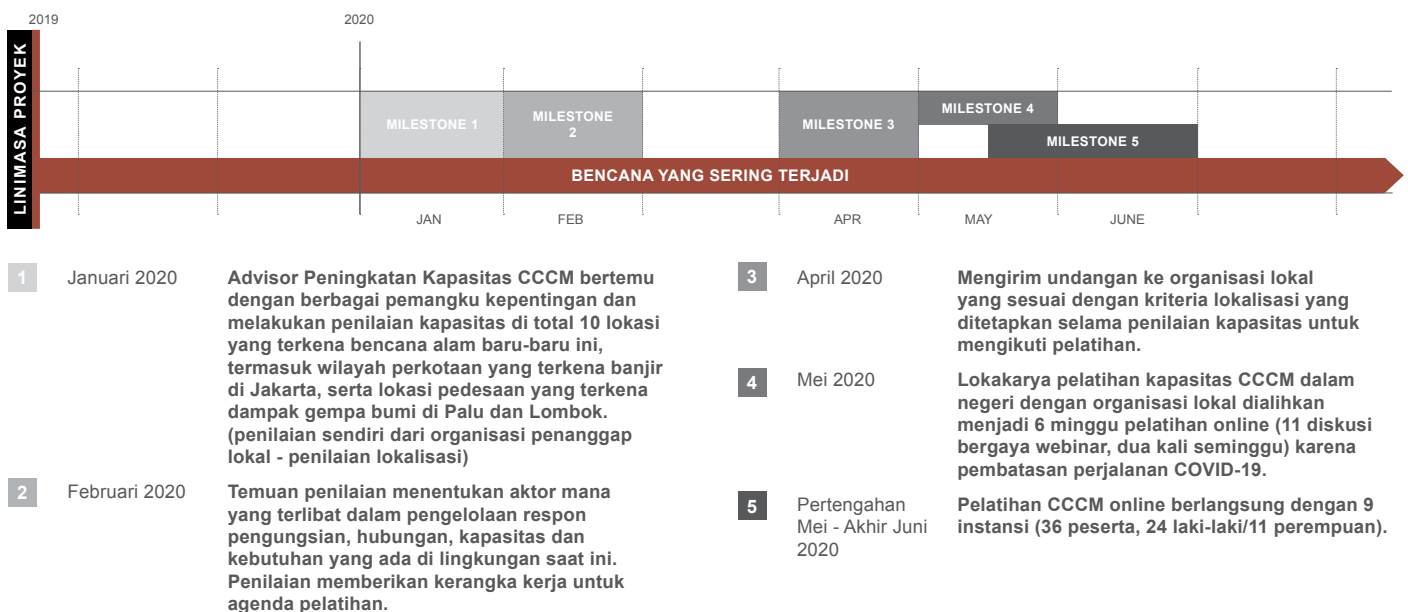 2019
2020
LINIMASA PROYEK
MILESTONE 1
MILESTONE
2
MILESTONE 3
MILESTONE 4
MILESTONE 5
BENCANA YANG SERING TERJADI
JAN
FEB
APR
MAY
JUNE
1
Januari 2020
Advisor Peningkatan Kapasitas CCCM bertemu
dengan berbagai pemangku kepentingan dan
melakukan penilaian kapasitas di total 10 lokasi
yang terkena bencana alam baru-baru ini,
termasuk wilayah perkotaan yang terkena banjir
di Jakarta, serta lokasi pedesaan yang terkena
dampak gempa bumi di Palu dan Lombok.
(penilaian sendiri dari organisasi penanggap
lokal - penilaian lokalisasi)
2
Februari 2020
Temuan penilaian menentukan aktor mana
yang terlibat dalam pengelolaan respon
pengungsian, hubungan, kapasitas dan
kebutuhan yang ada di lingkungan saat ini.
Penilaian memberikan kerangka kerja untuk
agenda pelatihan.
3
April 2020
Mengirim undangan ke organisasi lokal
yang sesuai dengan kriteria lokalisasi yang
ditetapkan selama penilaian kapasitas untuk
mengikuti pelatihan.
4
Mei 2020
Lokakarya pelatihan kapasitas CCCM dalam
negeri dengan organisasi lokal dialihkan
menjadi 6 minggu pelatihan online (11 diskusi
bergaya webinar, dua kali seminggu) karena
pembatasan perjalanan COVID-19.
5
Pertengahan
Mei - Akhir Juni
2020
Pelatihan CCCM online berlangsung dengan 9
instansi (36 peserta, 24 laki-laki/11 perempuan).